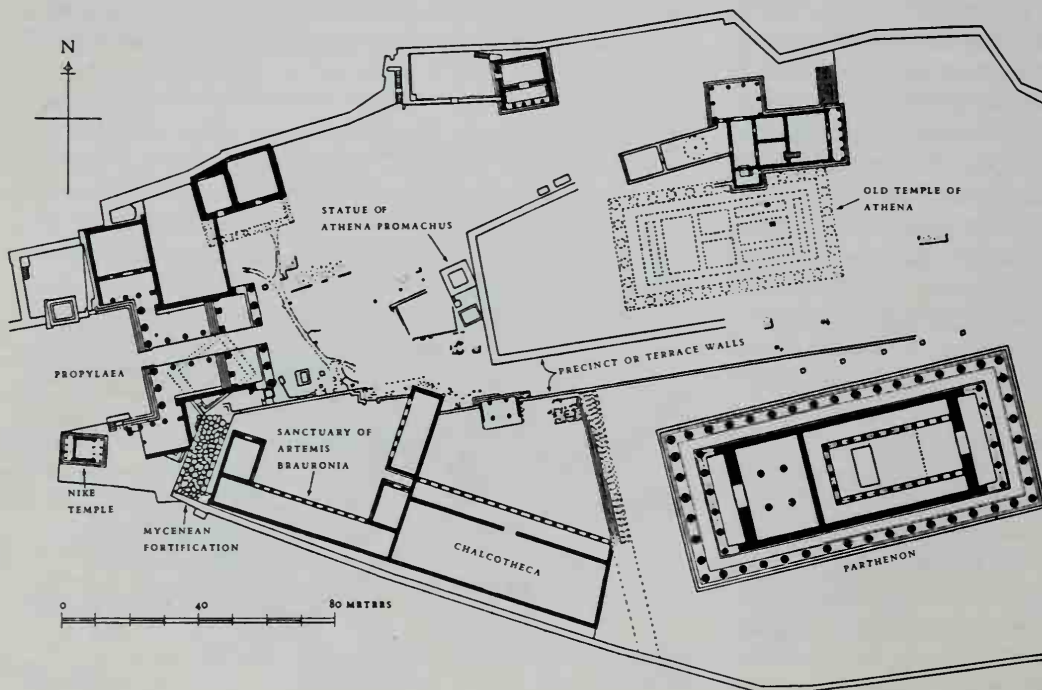 N
STATUE OF
ATHENA PROMACHUS
OLD TEMPLE OF
ATHENA
PRECINCT OR TERRACE WALLS
PROPYLAEA
SANCTUARY OF
ARTEMIS
BRAURONIA
NIKE
TEMPLE
MYCENEAN
FORTIFICATION
CHALCOTHECA
PARTHENON
0 40 80 METERS